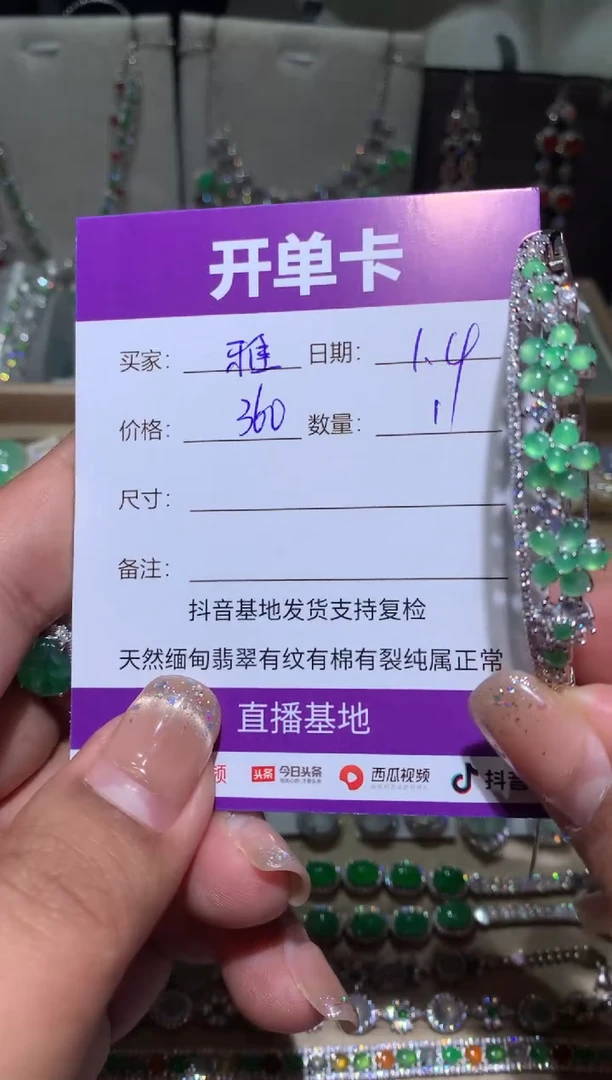 开单卡
买家: 雅 日期: 1.4
价格: 360 数量: 1
尺寸:
备注:
抖音基地发货支持复检
天然缅甸翡翠有纹有棉有裂纯属正常
直播基地
频 头条 今日头条 西瓜视频 抖音